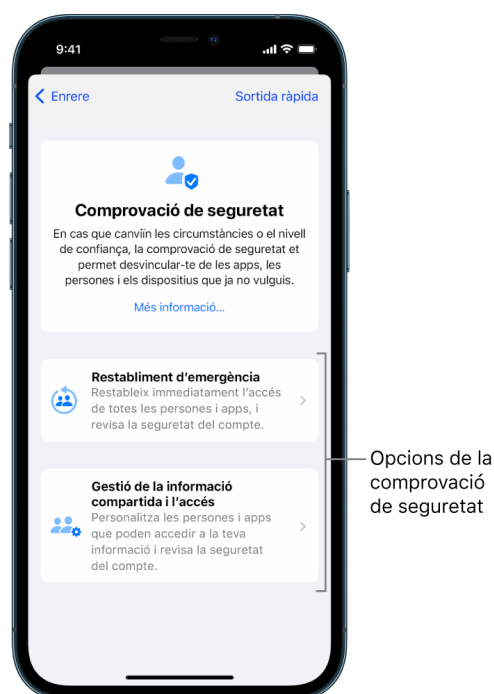 9:41
Enrere
Sortida ràpida
Comprovació de seguretat
En cas que canviïn les circumstàncies o el nivell
de confiança, la comprovació de seguretat et
permet desvincular-te de les apps, les
persones i els dispositius que ja no vulguis.
Més informació...
Restabliment d'emergència
Restableix immediatament l'accés
de totes les persones i apps, i
revisa la seguretat del compte.
Gestió de la informació
compartida i l'accés
Personalitza les persones i apps
que poden accedir a la teva
informació i revisa la seguretat
del compte.
Opcions de la
comprovació
de seguretat